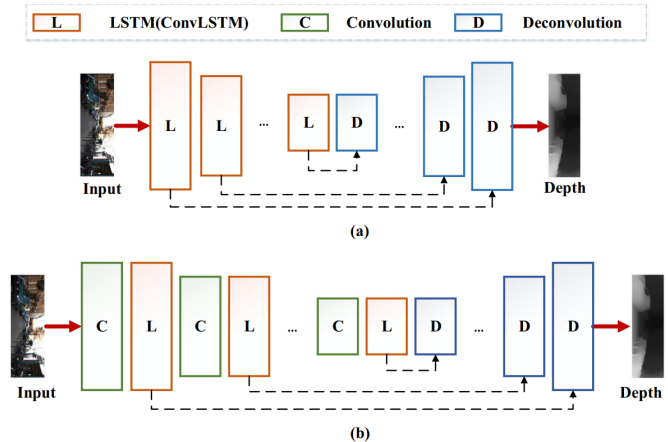 L LSTM(ConvLSTM) C Convolution D Deconvolution
L L ... L D ... D D
Input Depth
(a)
C L C L ... C L D ... D D
Input Depth
(b)